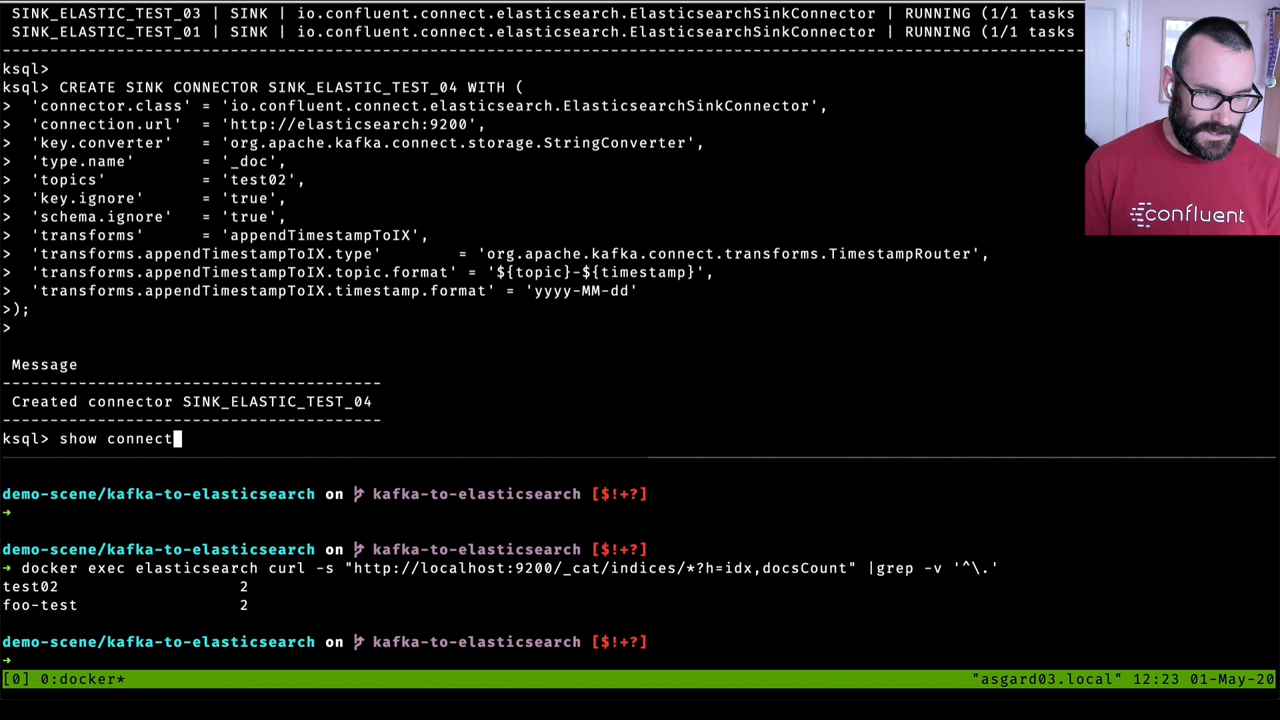 SINK_ELASTIC_TEST_03 | SINK | io.confluent.connect.elasticsearch.ElasticsearchSinkConnector | RUNNING (1/1 tasks
SINK_ELASTIC_TEST_01 | SINK | io.confluent.connect.elasticsearch.ElasticsearchSinkConnector | RUNNING (1/1 tasks
ksql>
ksql> CREATE SINK CONNECTOR SINK_ELASTIC_TEST_04 WITH (
>  'connector.class' = 'io.confluent.connect.elasticsearch.ElasticsearchSinkConnector',
>  'connection.url'  = 'http://elasticsearch:9200',
>  'key.converter'   = 'org.apache.kafka.connect.storage.StringConverter',
>  'type.name'       = '_doc',
>  'topics'          = 'test02',
>  'key.ignore'      = 'true',
>  'schema.ignore'   = 'true',
>  'transforms'      = 'appendTimestampToIX',
>  'transforms.appendTimestampToIX.type'         = 'org.apache.kafka.connect.transforms.TimestampRouter',
>  'transforms.appendTimestampToIX.topic.format' = '${topic}-${timestamp}',
>  'transforms.appendTimestampToIX.timestamp.format' = 'yyyy-MM-dd'
>);
>
Message
-----------------------------------------
Created connector SINK_ELASTIC_TEST_04
-----------------------------------------
ksql> show connect
demo-scene/kafka-to-elasticsearch on kafka-to-elasticsearch [$!+?]
➜
demo-scene/kafka-to-elasticsearch on kafka-to-elasticsearch [$!+?]
➜ docker exec elasticsearch curl -s "http://localhost:9200/_cat/indices/*?h=idx,docsCount" |grep -v '^\.'
test02 2
foo-test 2
demo-scene/kafka-to-elasticsearch on kafka-to-elasticsearch [$!+?]
➜
[0] 0:docker* "asgard03.local" 12:23 01-May-20
confluent